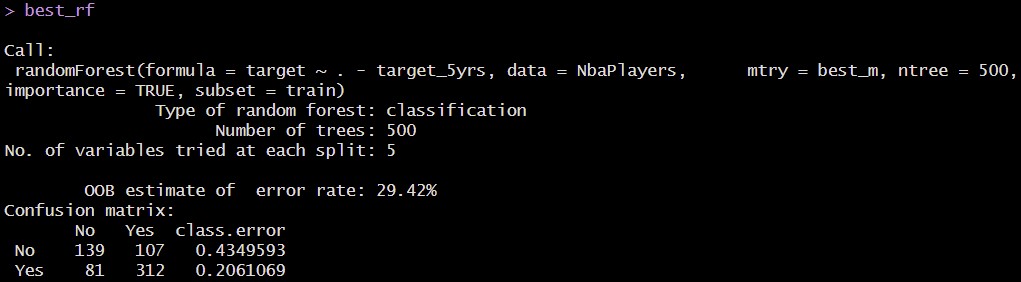 > best_rf
Call:
 randomForest(formula = target ~ . - target_5yrs, data = NbaPlayers,      mtry = best_m, ntree = 500,
importance = TRUE, subset = train)
               Type of random forest: classification
                     Number of trees: 500
No. of variables tried at each split: 5
        OOB estimate of  error rate: 29.42%
Confusion matrix:
     No Yes class.error
No  139 107   0.4349593
Yes  81 312   0.2061069